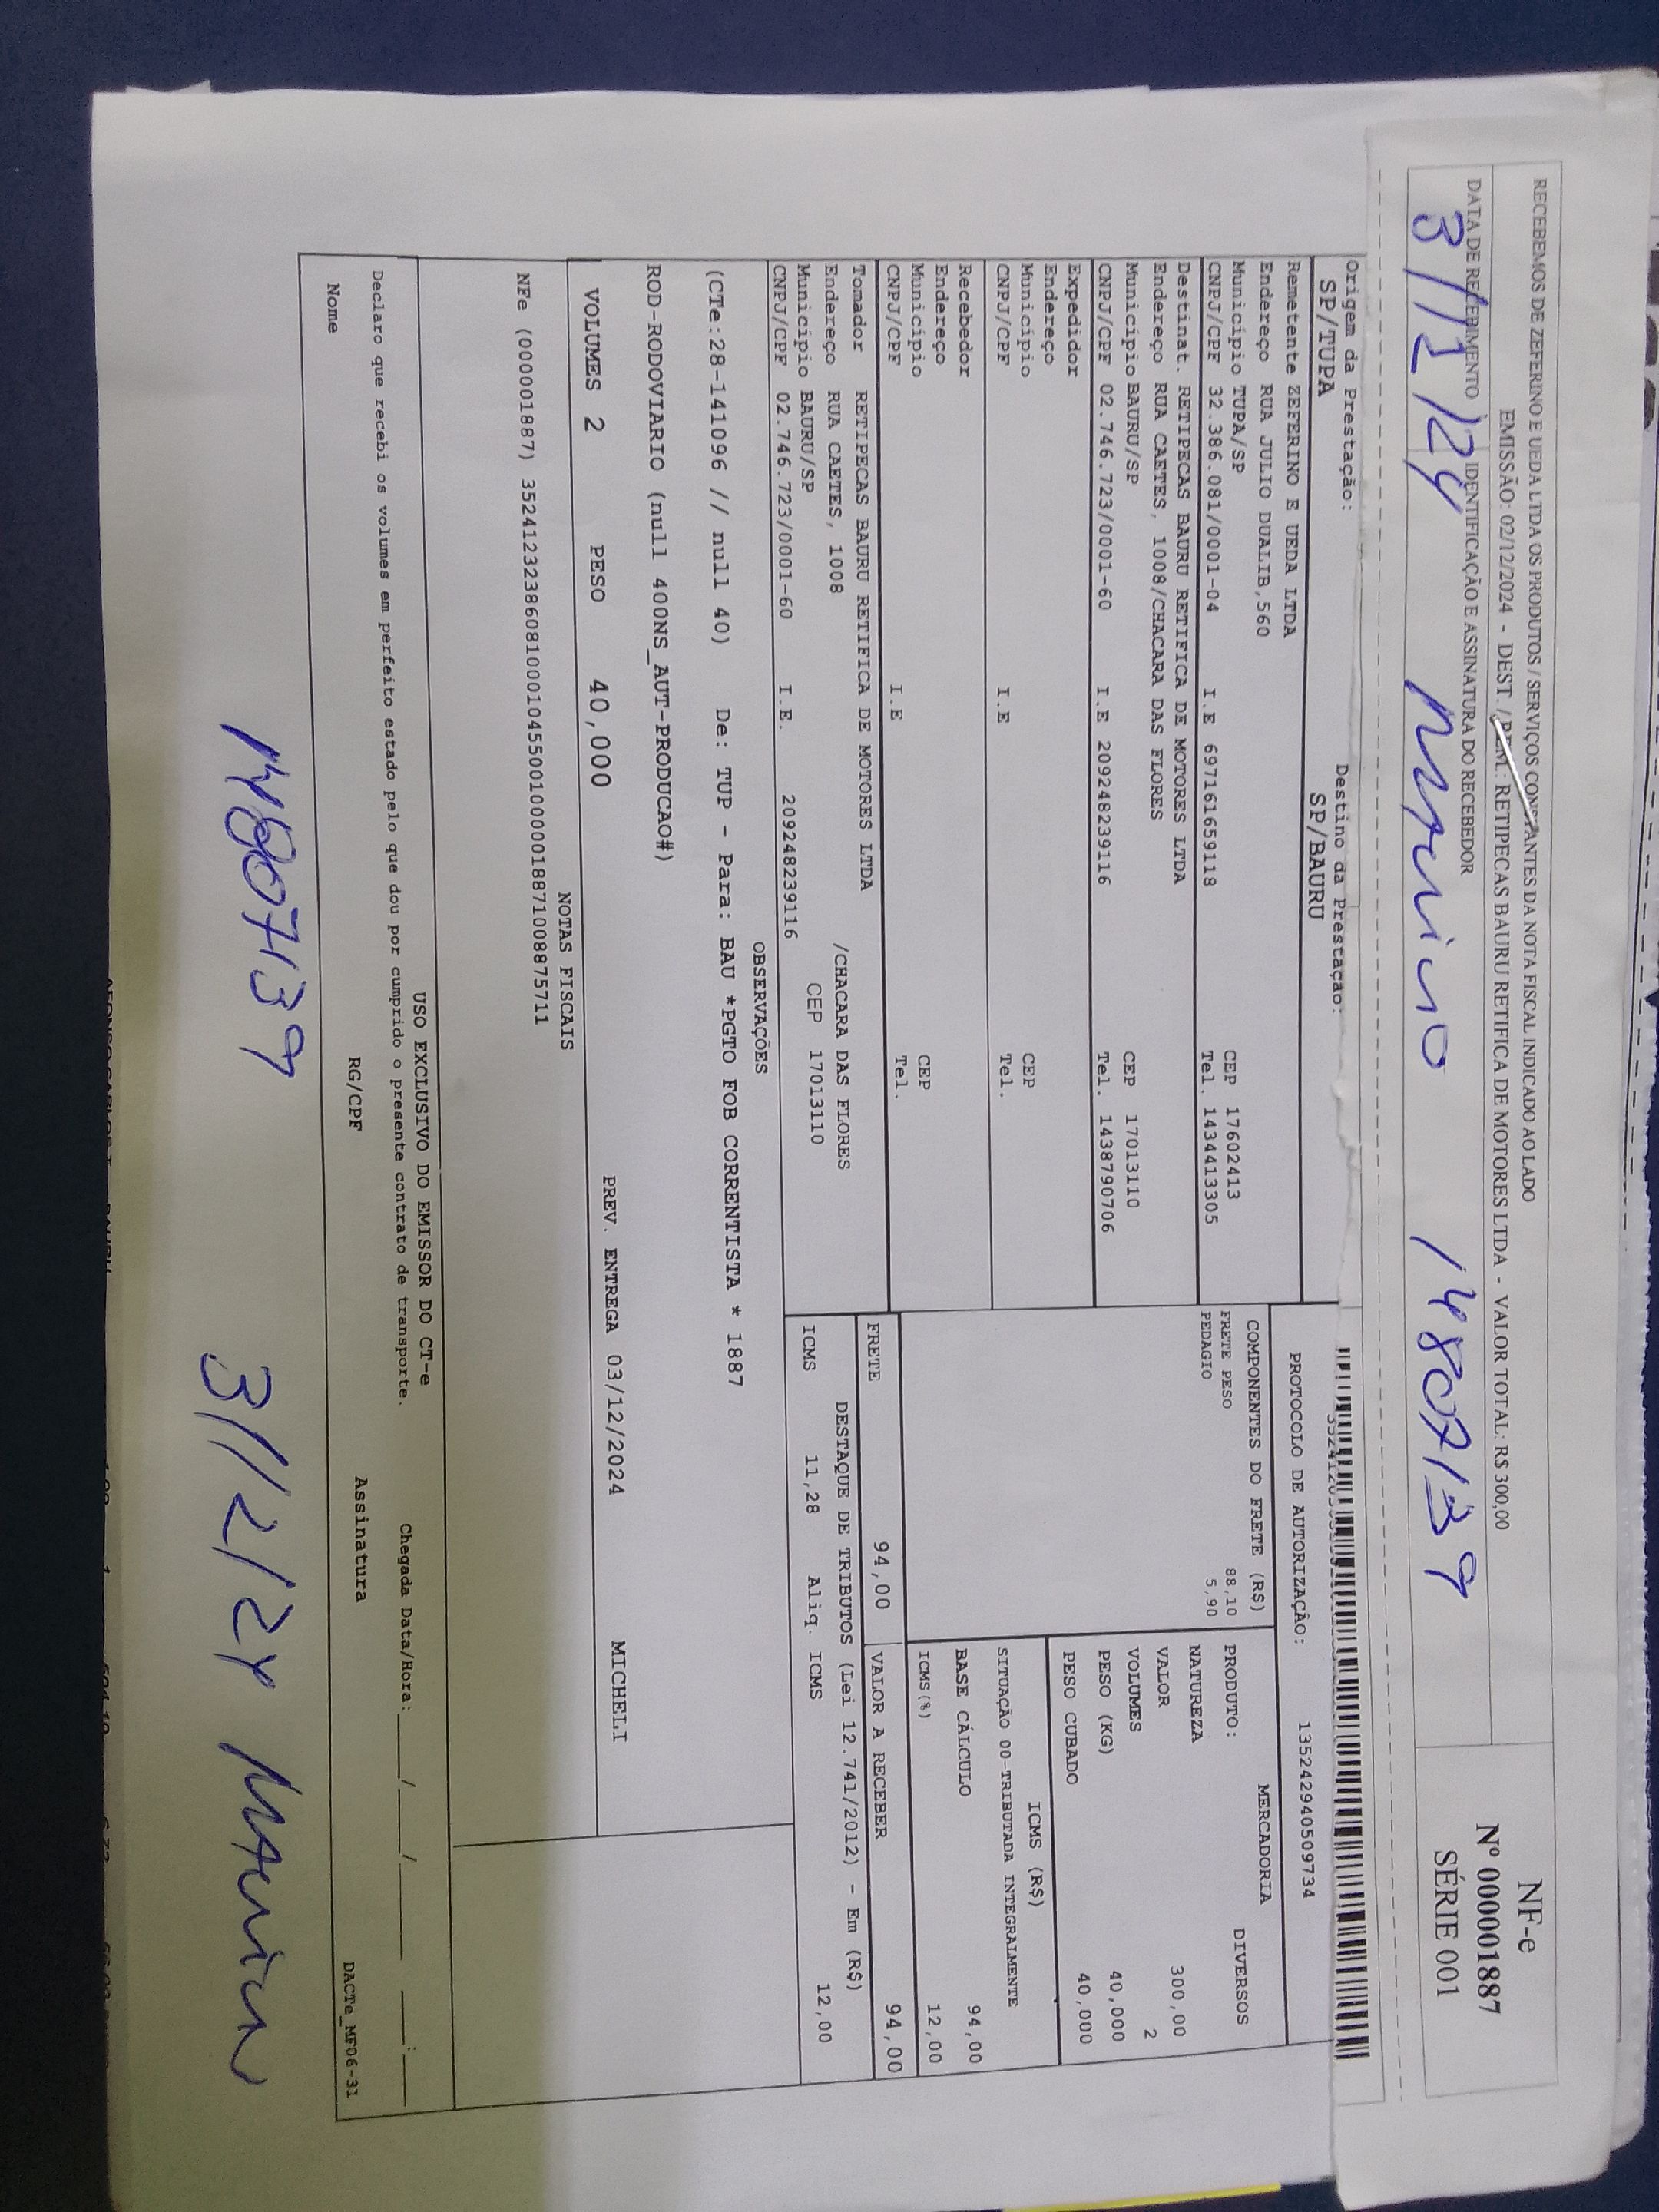 RECEBEMOS DE ZEFERINO E UEDA LTDA OS PRODUTOS / SERVIÇOS CONSTANTES DA NOTA FISCAL INDICADO AO LADO
EMISSÃO: 02/12/2024 - DEST. / REM.: RETIPECAS BAURU RETIFICA DE MOTORES LTDA - VALOR TOTAL: R$ 300,00
DATA DE RECEBIMENTO IDENTIFICAÇÃO E ASSINATURA DO RECEBEDOR
3/12/24 14807139
NF-e
Nº 000001887
SÉRIE 001
Origem da Prestação: Destino da Prestação:
SP/TUPA SP/BAURU
Remetente ZEFERINO E UEDA LTDA
Endereço RUA JULIO DUALIB,560
Municipio TUPA/SP CEP 17602413
CNPJ/CPF 32.386.081/0001-04 I.E 697161659118 Tel. 1434413305
Destinat. RETIPECAS BAURU RETIFICA DE MOTORES LTDA
Endereço RUA CAETES, 1008/CHACARA DAS FLORES
Municipio BAURU/SP CEP 17013110
CNPJ/CPF 02.746.723/0001-60 I.E 209248239116 Tel. 1438790706
Expedidor
Endereço
Municipio CEP
CNPJ/CPF I.E Tel.
Recebedor
Endereço
Municipio CEP
CNPJ/CPF I.E Tel.
Tomador RETIPECAS BAURU RETIFICA DE MOTORES LTDA
Endereço RUA CAETES, 1008 /CHACARA DAS FLORES
Municipio BAURU/SP CEP 17013110
CNPJ/CPF 02.746.723/0001-60 I.E. 209248239116
PROTOCOLO DE AUTORIZAÇÃO: 135242940509734
COMPONENTES DO FRETE (R$)
FRETE PESO 88,10
PEDAGIO 5,90
MERCADORIA
PRODUTO: DIVERSOS
NATUREZA
VALOR 300,00
VOLUMES 2
PESO (KG) 40,000
PESO CUBADO 40,000
ICMS (R$)
SITUAÇÃO 00-TRIBUTADA INTEGRALMENTE
BASE CÁLCULO 94,00
ICMS(%) 12,00
FRETE 94,00 VALOR A RECEBER 94,00
DESTAQUE DE TRIBUTOS (Lei 12.741/2012) - Em (R$)
ICMS 11,28 Aliq. ICMS 12,00
OBSERVAÇÕES
(CTe:28-141096 // null 40) De: TUP - Para: BAU *PGTO FOB CORRENTISTA * 1887
ROD-RODOVIARIO (null 400NS_AUT-PRODUCAO#)
VOLUMES 2 PESO 40,000 PREV. ENTREGA 03/12/2024 MICHELI
NOTAS FISCAIS
NFe (000001887) 35241232386081000104550010000018871008875711
USO EXCLUSIVO DO EMISSOR DO CT-e
Declaro que recebi os volumes em perfeito estado pelo que dou por cumprido o presente contrato de transporte. Chegada Data/Hora:____/____/______ ____:____
Nome RG/CPF Assinatura DACTe_MF06-31
14807139 3/12/24